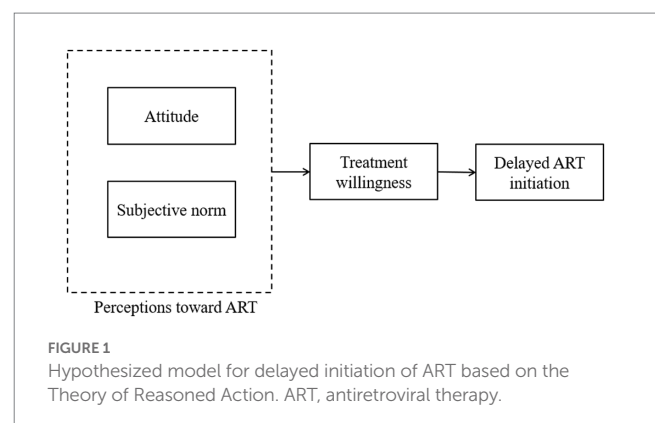 Attitude
Subjective norm
Perceptions toward ART
Treatment
willingness
Delayed ART
initiation
FIGURE 1
Hypothesized model for delayed initiation of ART based on the
Theory of Reasoned Action. ART, antiretroviral therapy.